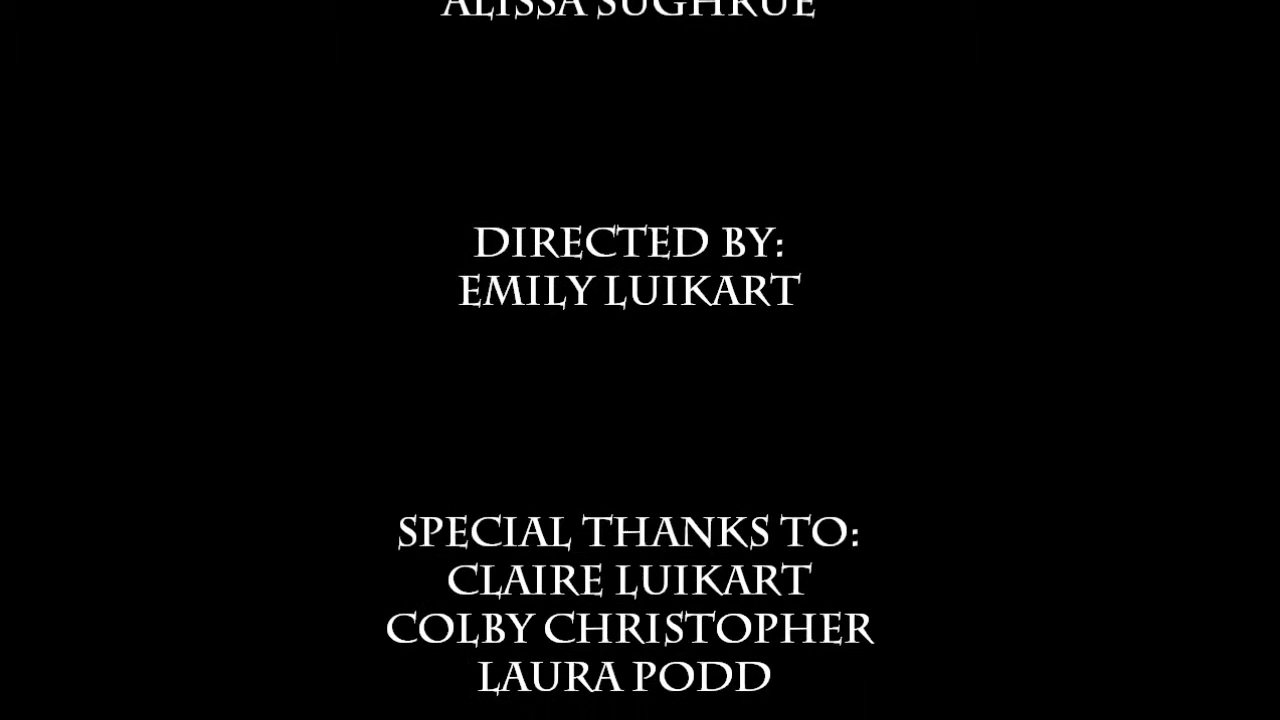 ALISSA SUGHRUE
DIRECTED BY:
EMILY LUIKART
SPECIAL THANKS TO:
CLAIRE LUIKART
COLBY CHRISTOPHER
LAURA PODD